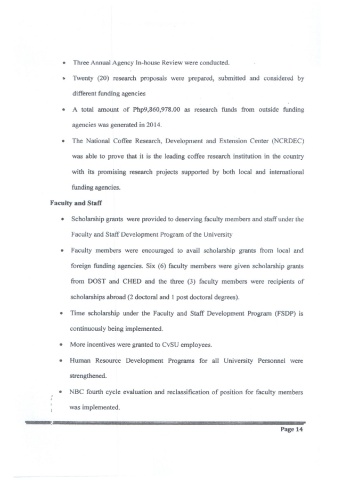 • Three Annual Agency In-house Review were conducted.
• Twenty (20) research proposals were prepared, submitted and considered by
different funding agencies
• A total amount of Php9,860,978.00 as research funds from outside funding
agencies was generated in 2014.
• The National Coffee Research, Development and Extension Center (NCRDEC)
was able to prove that it is the leading coffee research institution in the country
with its promising research projects supported by both local and international
funding agencies.
Faculty and Staff
• Scholarship grants were provided to deserving faculty members and staff under the
Faculty and Staff Development Program of the University
• Faculty members were encouraged to avail scholarship grants from local and
foreign funding agencies. Six (6) faculty members were given scholarship grants
from DOST and CHED and the three (3) faculty members were recipients of
scholarships abroad (2 doctoral and 1 post doctoral degrees).
• Time scholarship under the Faculty and Staff Development Program (FSDP) is
continuously being implemented.
• More incentives were granted to CvSU employees.
• Human Resource Development Programs for all University Personnel were
strengthened.
• NBC fourth cycle evaluation and reclassification of position for faculty members
was implemented.
Page 14